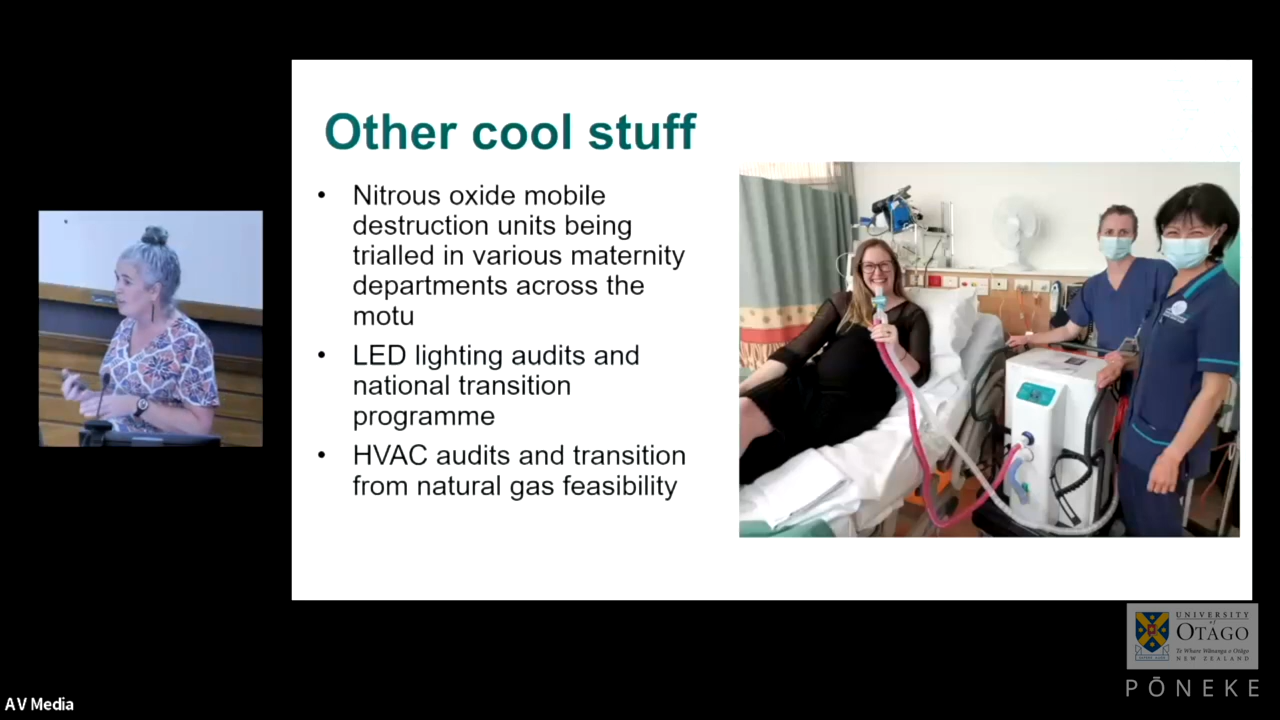 Other cool stuff
• Nitrous oxide mobile
destruction units being
trialled in various maternity
departments across the
motu
• LED lighting audits and
national transition
programme
• HVAC audits and transition
from natural gas feasibility
UNIVERSITY
of
OTAGO
Te Whare Wānanga o Otāgo
NEW ZEALAND
PŌNEKE
AV Media